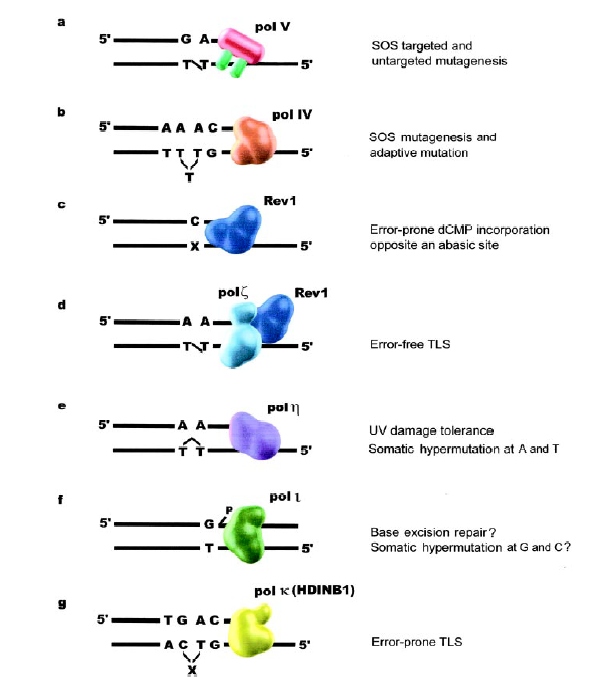 a
pol V
5'
G A
T T
5'
SOS targeted and
untargeted mutagenesis
b
pol IV
5'
A A A C
T T T G
5'
T
SOS mutagenesis and
adaptive mutation
c
Rev1
5'
C
X
5'
Error-prone dCMP incorporation
opposite an abasic site
d
polζ
Rev1
5'
A A
T T
5'
Error-free TLS
e
pol η
5'
A A
T T
5'
UV damage tolerance
Somatic hypermutation at A and T
f
pol ι
5'
G
T
5'
Base excision repair?
Somatic hypermutation at G and C?
g
pol κ (HDINB1)
5'
T G A C
A C T G
5'
X
Error-prone TLS